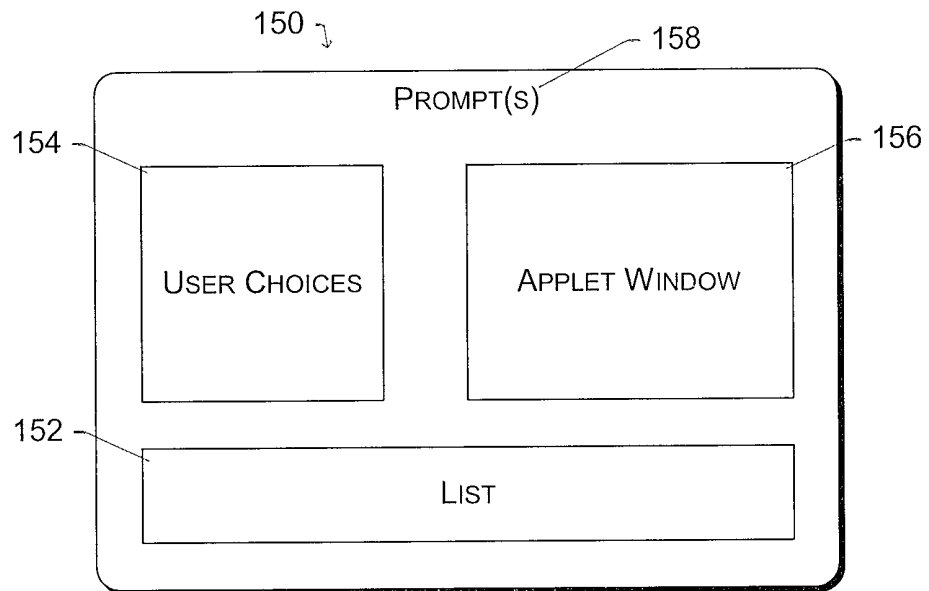 150
158
PROMPT(S)
154
156
USER CHOICES
APPLET WINDOW
152
LIST